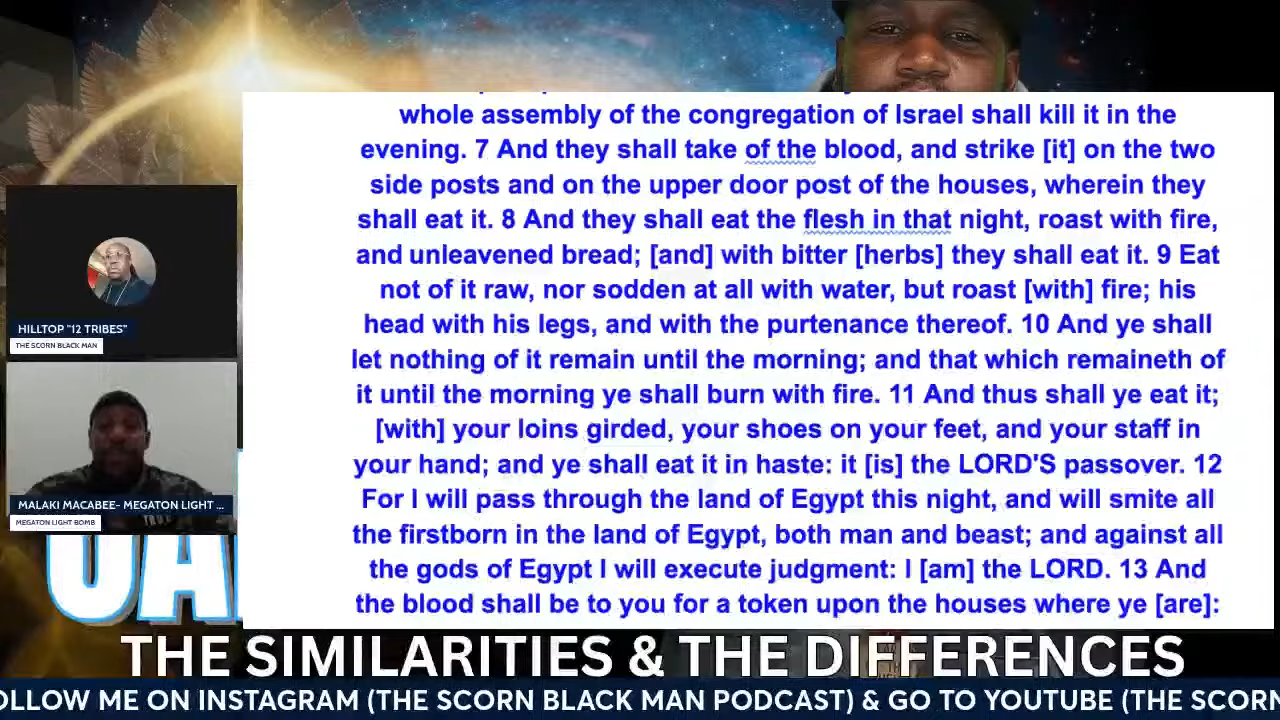 whole assembly of the congregation of Israel shall kill it in the
evening. 7 And they shall take of the blood, and strike [it] on the two
side posts and on the upper door post of the houses, wherein they
shall eat it. 8 And they shall eat the flesh in that night, roast with fire,
and unleavened bread; [and] with bitter [herbs] they shall eat it. 9 Eat
not of it raw, nor sodden at all with water, but roast [with] fire; his
head with his legs, and with the purtenance thereof. 10 And ye shall
let nothing of it remain until the morning; and that which remaineth of
it until the morning ye shall burn with fire. 11 And thus shall ye eat it;
[with] your loins girded, your shoes on your feet, and your staff in
your hand; and ye shall eat it in haste: it [is] the LORD'S passover. 12
For I will pass through the land of Egypt this night, and will smite all
the firstborn in the land of Egypt, both man and beast; and against all
the gods of Egypt I will execute judgment: I [am] the LORD. 13 And
the blood shall be to you for a token upon the houses where ye [are]:
HILLTOP "12 TRIBES"
THE SCORN BLACK MAN
MALAKI MACABEE- MEGATON LIGHT ...
MEGATON LIGHT BOMB
THE SIMILARITIES & THE DIFFERENCES
OLLOW ME ON INSTAGRAM (THE SCORN BLACK MAN PODCAST) & GO TO YOUTUBE (THE SCORN